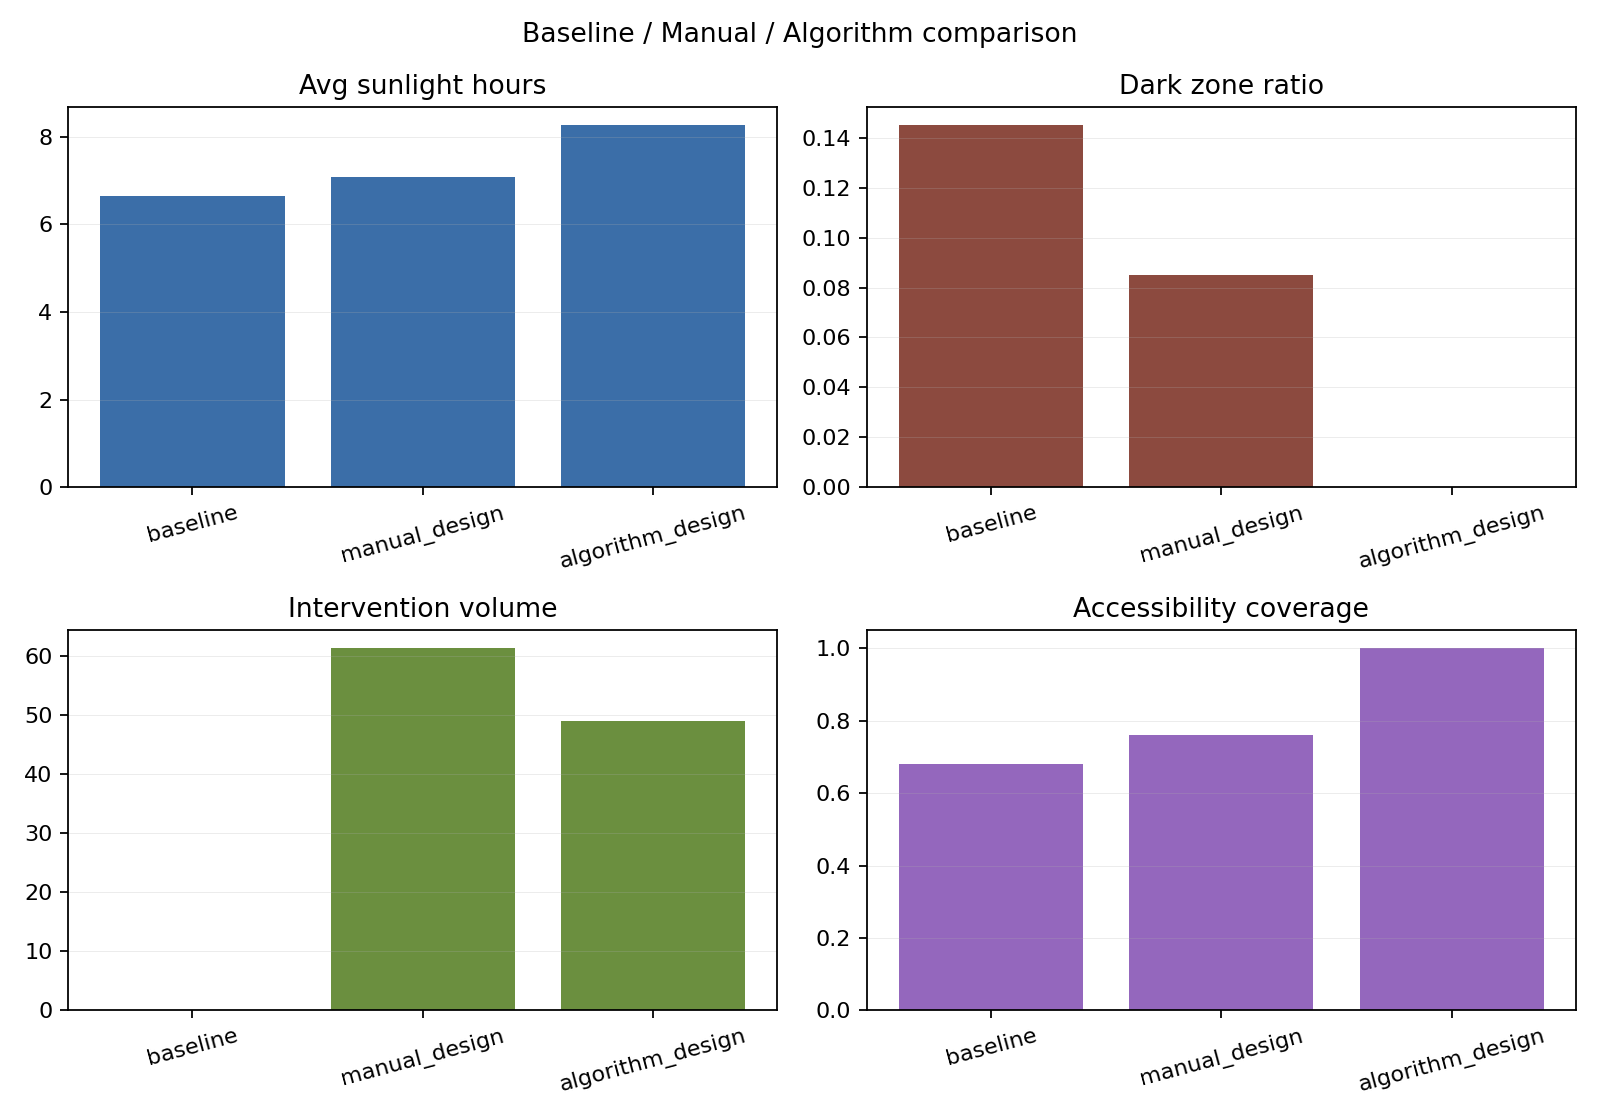 Baseline / Manual / Algorithm comparison
Avg sunlight hours
8
6
4
2
0
baseline
manual_design
algorithm_design
Dark zone ratio
0.14
0.12
0.10
0.08
0.06
0.04
0.02
0.00
baseline
manual_design
algorithm_design
Intervention volume
60
50
40
30
20
10
0
baseline
manual_design
algorithm_design
Accessibility coverage
1.0
0.8
0.6
0.4
0.2
0.0
baseline
manual_design
algorithm_design